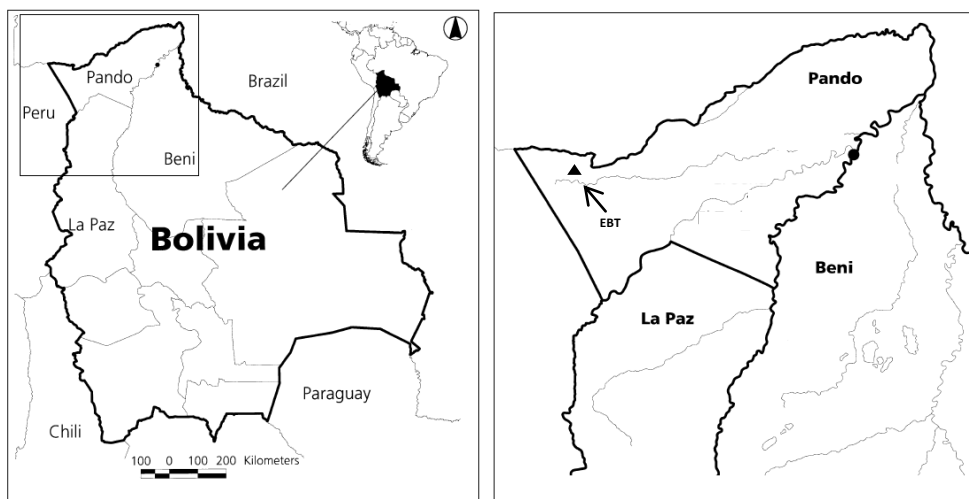 Pando
Brazil
Peru
Beni
La Paz
Bolivia
Paraguay
Chili
100 0 100 200 Kilometers
Pando
EBT
Beni
La Paz